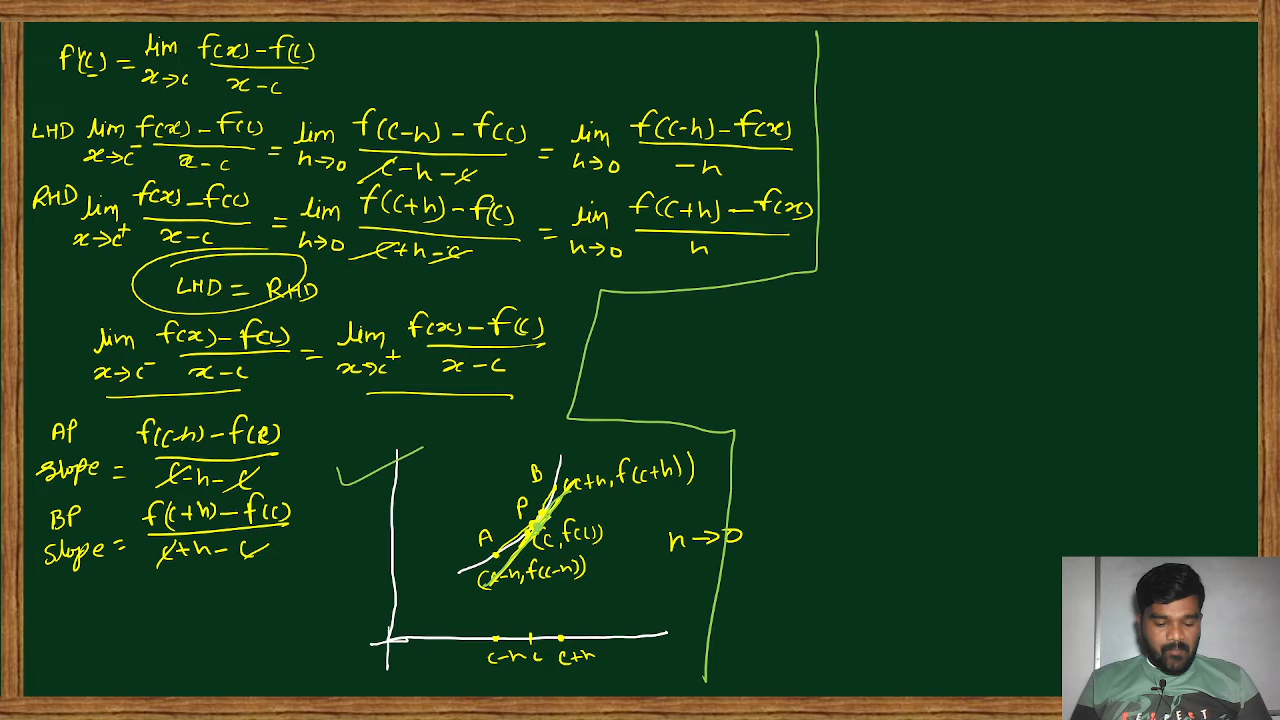 f'(c) = lim x→c f(x) – f(c) / x – c
LHD lim x→c⁻ f(x) – f(c) / x – c = lim h→0 f(c–h) – f(c) / c – h – c = lim h→0 f(c–h) – f(x) / – h
RHD lim x→c⁺ f(x) – f(c) / x – c = lim h→0 f(c+h) – f(c) / c + h – c = lim h→0 f(c+h) – f(x) / h
LHD = RHD
lim x→c⁻ f(x) – f(c) / x – c = lim x→c⁺ f(x) – f(c) / x – c
AP
slope = f(c–h) – f(c) / c – h – c
BP
slope = f(c+h) – f(c) / c + h – c
B (c+h, f(c+h))
P
(c, f(c))
A
(c–h, f(c–h))
h → 0
c–h c c+h